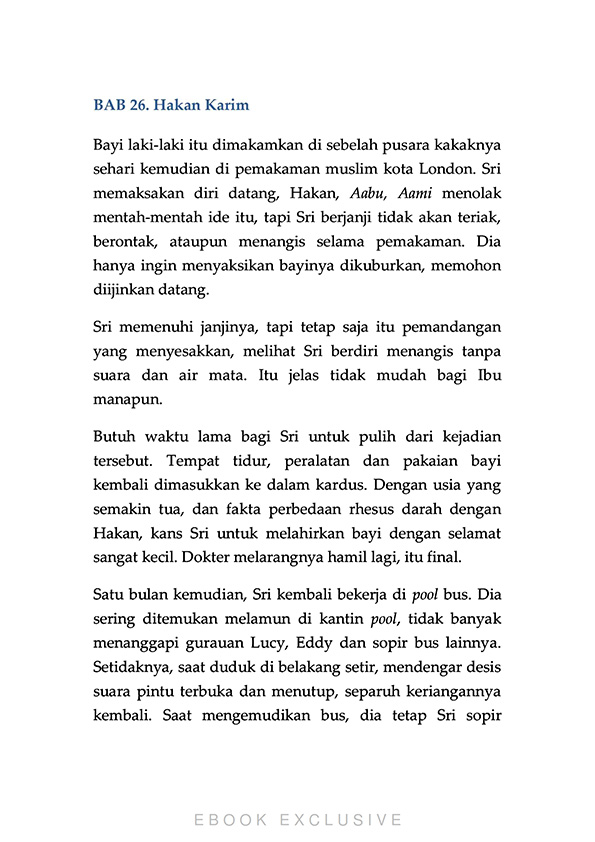 BAB 26. Hakan Karim
Bayi laki-laki itu dimakamkan di sebelah pusara kakaknya
sehari kemudian di pemakaman muslim kota London. Sri
memaksakan diri datang, Hakan, Aabu, Aami menolak
mentah-mentah ide itu, tapi Sri berjanji tidak akan teriak,
berontak, ataupun menangis selama pemakaman. Dia
hanya ingin menyaksikan bayinya dikuburkan, memohon
diijinkan datang.
Sri memenuhi janjinya, tapi tetap saja itu pemandangan
yang menyesakkan, melihat Sri berdiri menangis tanpa
suara dan air mata. Itu jelas tidak mudah bagi Ibu
manapun.
Butuh waktu lama bagi Sri untuk pulih dari kejadian
tersebut. Tempat tidur, peralatan dan pakaian bayi
kembali dimasukkan ke dalam kardus. Dengan usia yang
semakin tua, dan fakta perbedaan rhesus darah dengan
Hakan, kans Sri untuk melahirkan bayi dengan selamat
sangat kecil. Dokter melarangnya hamil lagi, itu final.
Satu bulan kemudian, Sri kembali bekerja di pool bus. Dia
sering ditemukan melamun di kantin pool, tidak banyak
menanggapi gurauan Lucy, Eddy dan sopir bus lainnya.
Setidaknya, saat duduk di belakang setir, mendengar desis
suara pintu terbuka dan menutup, separuh keriangannya
kembali. Saat mengemudikan bus, dia tetap Sri sopir
EBOOK EXCLUSIVE